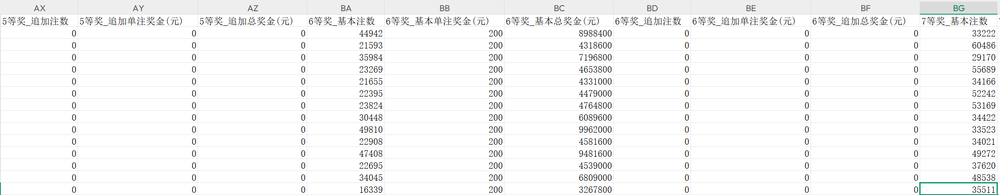 AX AY AZ BA BB BC BD BE BF BG
5等奖_追加注数 5等奖_追加单注奖金(元) 5等奖_追加总奖金(元) 6等奖_基本注数 6等奖_基本单注奖金(元) 6等奖_基本总奖金(元) 6等奖_追加注数 6等奖_追加单注奖金(元) 6等奖_追加总奖金(元) 7等奖_基本注数
0 0 0 44942 200 8988400 0 0 0 33222
0 0 0 21593 200 4318600 0 0 0 60486
0 0 0 35984 200 7196800 0 0 0 29170
0 0 0 23269 200 4653800 0 0 0 55689
0 0 0 21655 200 4331000 0 0 0 34166
0 0 0 22395 200 4479000 0 0 0 52242
0 0 0 23824 200 4764800 0 0 0 53169
0 0 0 30448 200 6089600 0 0 0 34422
0 0 0 49810 200 9962000 0 0 0 33523
0 0 0 22908 200 4581600 0 0 0 34021
0 0 0 47408 200 9481600 0 0 0 49272
0 0 0 22695 200 4539000 0 0 0 37620
0 0 0 34045 200 6809000 0 0 0 48538
0 0 0 16339 200 3267800 0 0 0 35511